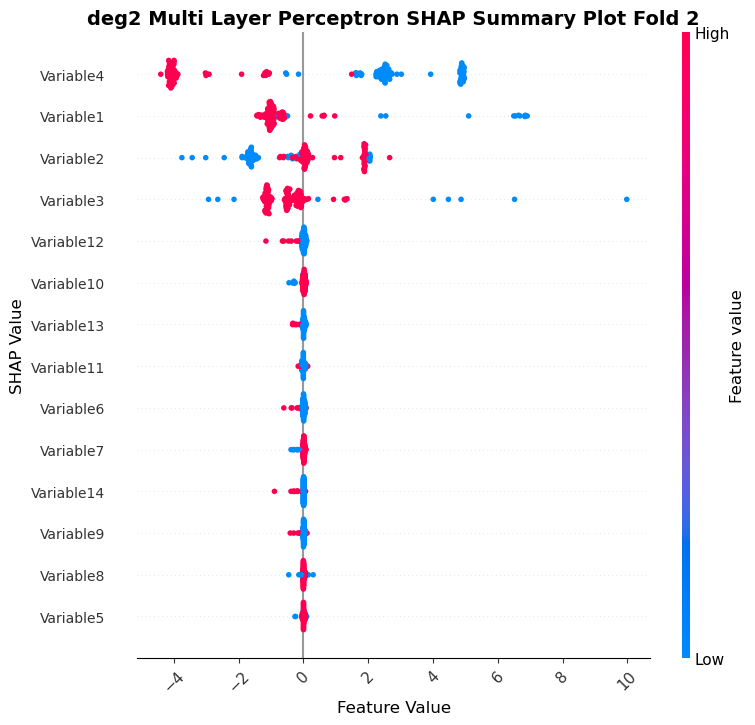 deg2 Multi Layer Perceptron SHAP Summary Plot Fold 2
High
Variable4
Variable1
Variable2
Variable3
Variable12
Variable10
Variable13
Variable11
Variable6
Variable7
Variable14
Variable9
Variable8
Variable5
SHAP Value
Feature value
Low
−4 −2 0 2 4 6 8 10
Feature Value